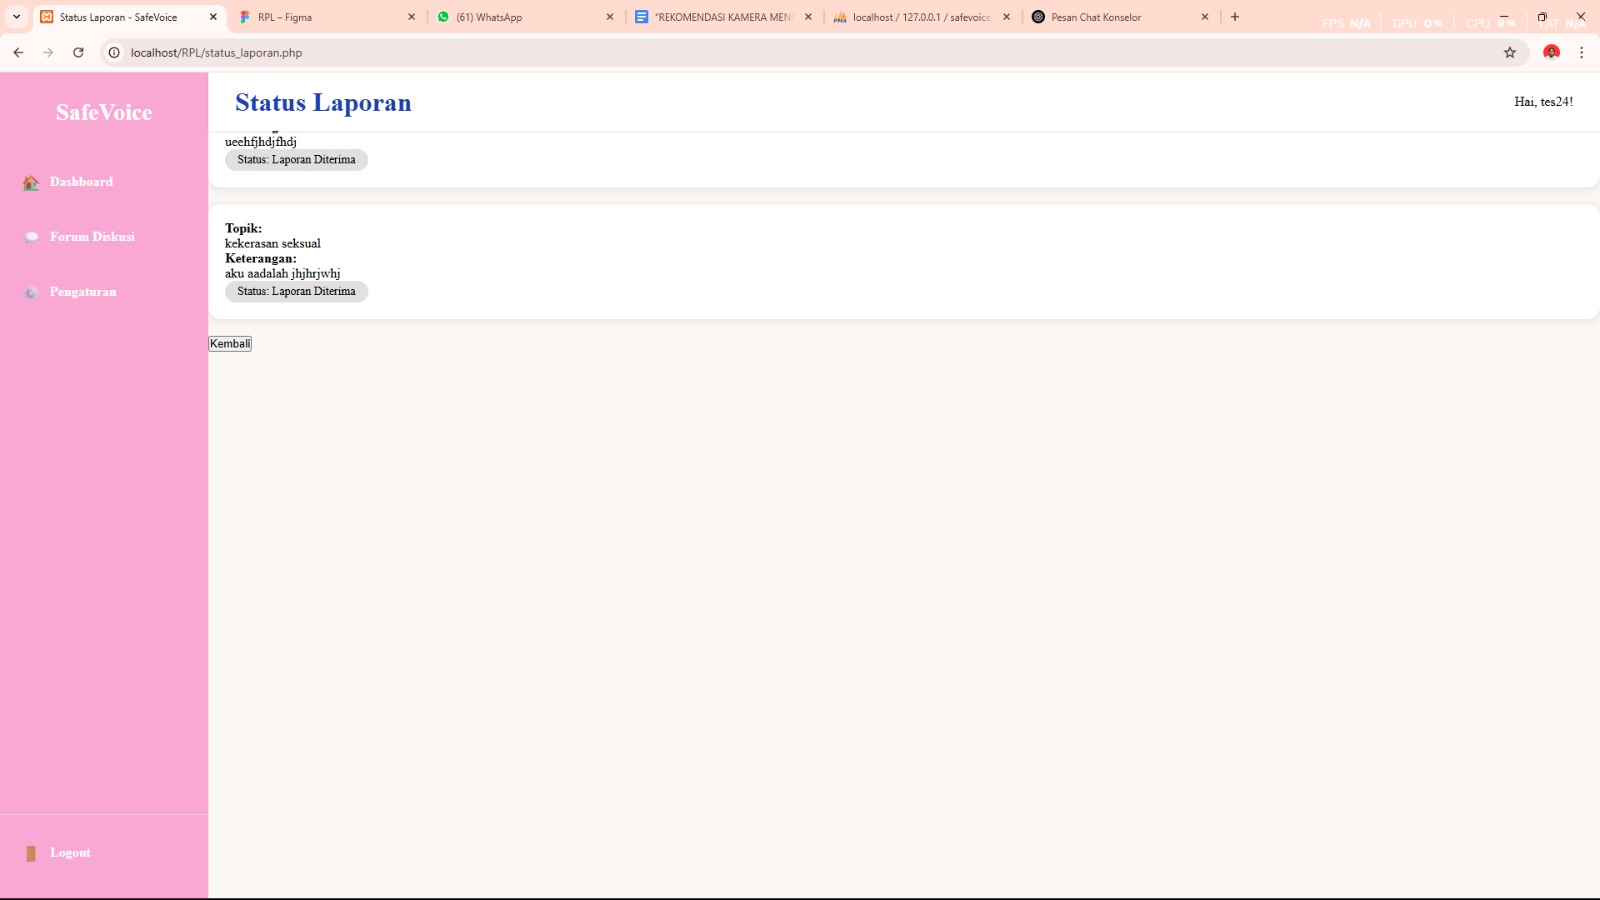 Status Laporan - SafeVoice
RPL – Figma
(61) WhatsApp
"REKOMENDASI KAMERA MEN
localhost / 127.0.0.1 / safevoice
Pesan Chat Konselor
FPS N/A
GPU 0%
CPU 9%
LAT N/A
localhost/RPL/status_laporan.php
SafeVoice
Dashboard
Forum Diskusi
Pengaturan
Logout
Status Laporan
Hai, tes24!
ueehfjhdjfhdj
Status: Laporan Diterima
Topik:
kekerasan seksual
Keterangan:
aku aadalah jhjhrjwhj
Status: Laporan Diterima
Kembali